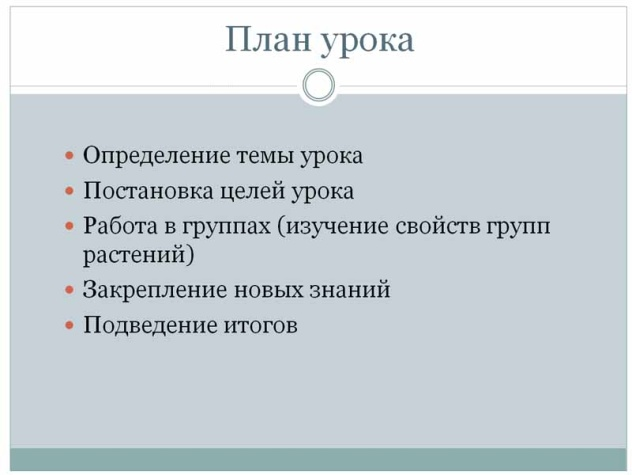 План урока
• Определение темы урока
• Постановка целей урока
• Работа в группах (изучение свойств групп
растений)
• Закрепление новых знаний
• Подведение итогов